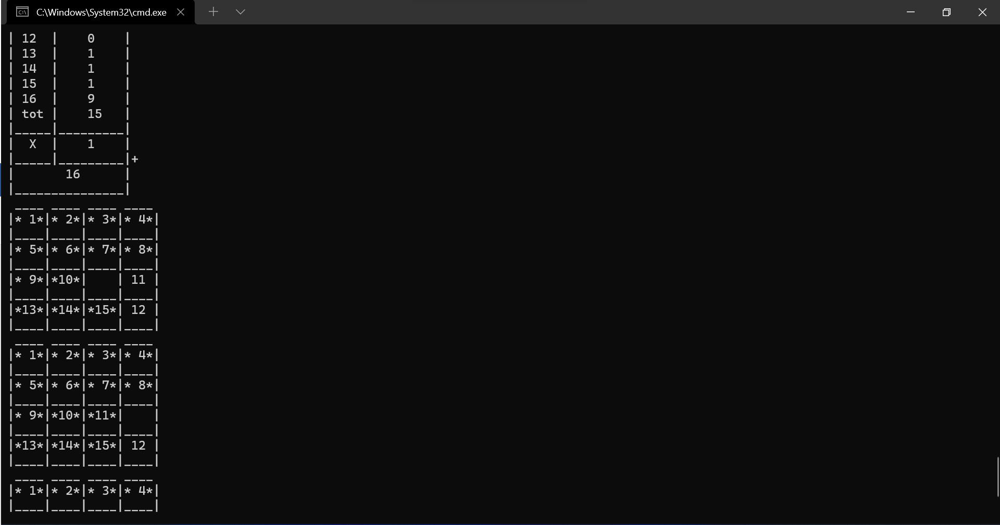 C:\Windows\System32\cmd.exe
| 12  |    0    |
| 13  |    1    |
| 14  |    1    |
| 15  |    1    |
| 16  |    9    |
| tot |    15   |
|_____|_________|
|  X  |    1    |
|_____|_________|+
|       16      |
|_______________|
 ____ ____ ____ ____
|* 1*|* 2*|* 3*|* 4*|
|____|____|____|____|
|* 5*|* 6*|* 7*|* 8*|
|____|____|____|____|
|* 9*|*10*|    | 11 |
|____|____|____|____|
|*13*|*14*|*15*| 12 |
|____|____|____|____|
 ____ ____ ____ ____
|* 1*|* 2*|* 3*|* 4*|
|____|____|____|____|
|* 5*|* 6*|* 7*|* 8*|
|____|____|____|____|
|* 9*|*10*|*11*|    |
|____|____|____|____|
|*13*|*14*|*15*| 12 |
|____|____|____|____|
 ____ ____ ____ ____
|* 1*|* 2*|* 3*|* 4*|
|____|____|____|____|